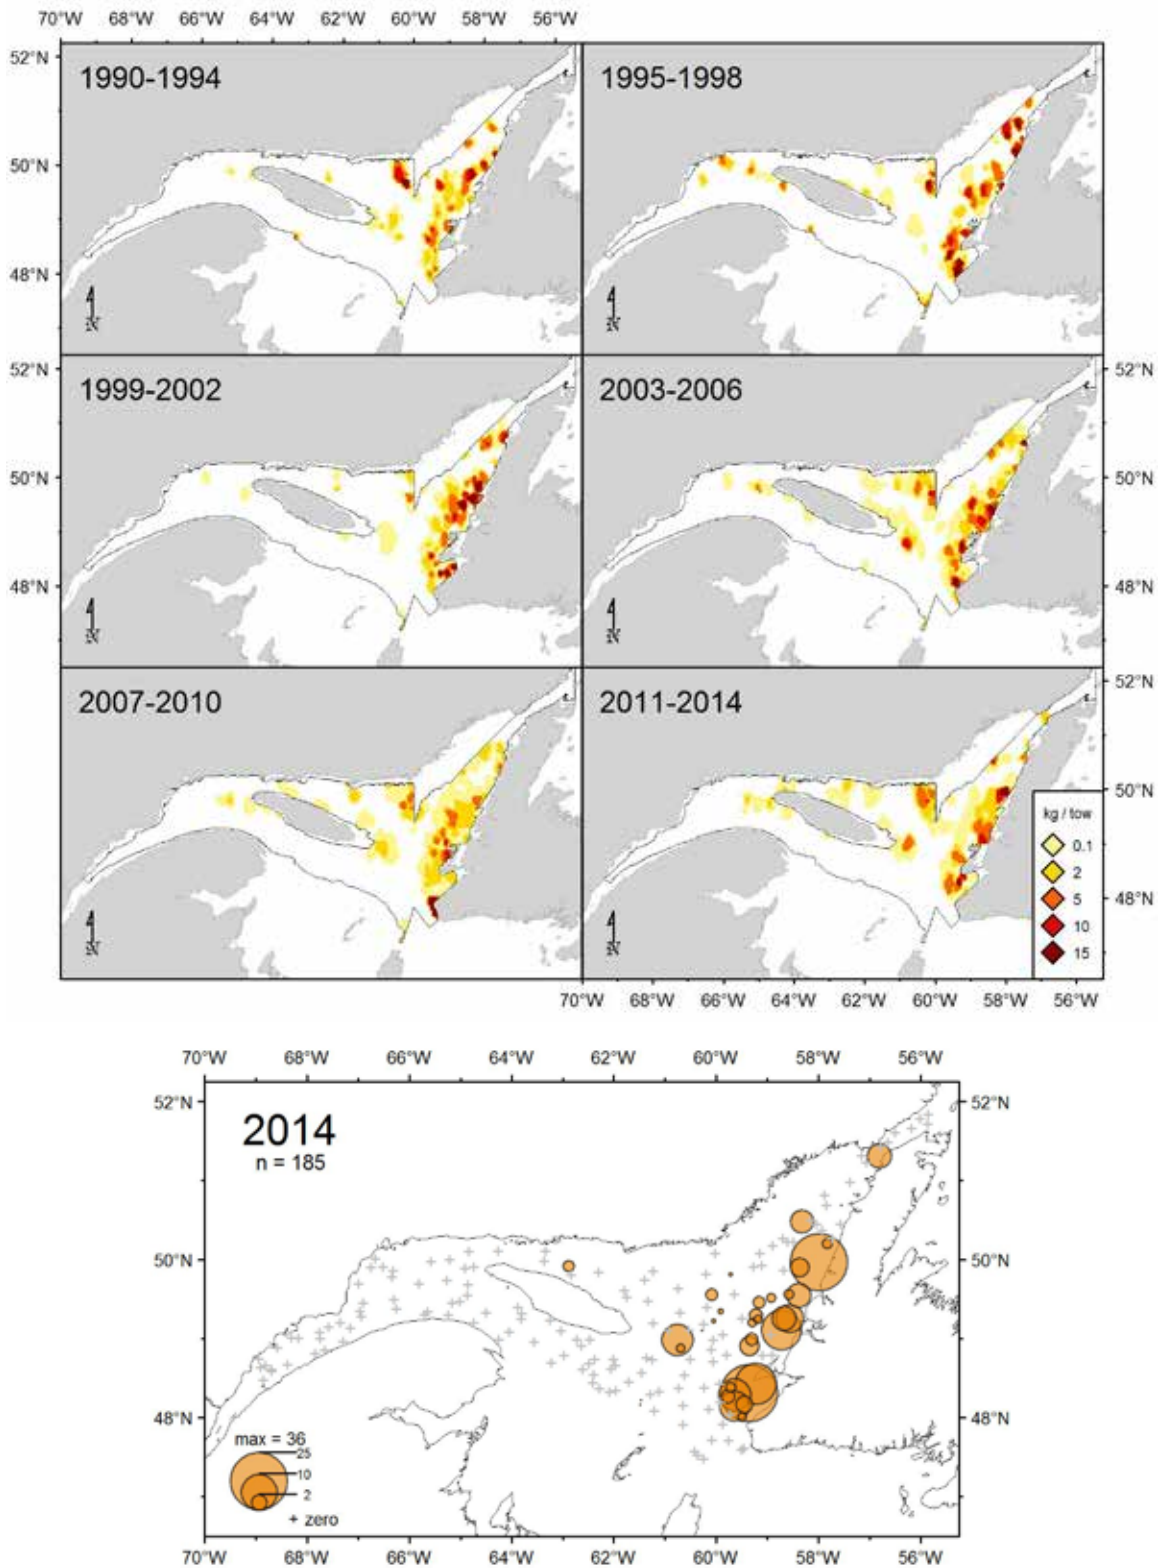 70°W 68°W 66°W 64°W 62°W 60°W 58°W 56°W
52°N
1990-1994 1995-1998
50°N
48°N
N N
52°N 52°N
1999-2002 2003-2006
50°N 50°N
48°N 48°N
N N
52°N
2007-2010 2011-2014
50°N
kg / tow
0.1
2
48°N
5
10
15
N N
70°W 68°W 66°W 64°W 62°W 60°W 58°W 56°W
70°W 68°W 66°W 64°W 62°W 60°W 58°W 56°W
52°N 52°N
2014
n = 185
50°N 50°N
48°N 48°N
max = 36
25
10
2
+ zero
70°W 68°W 66°W 64°W 62°W 60°W 58°W 56°W